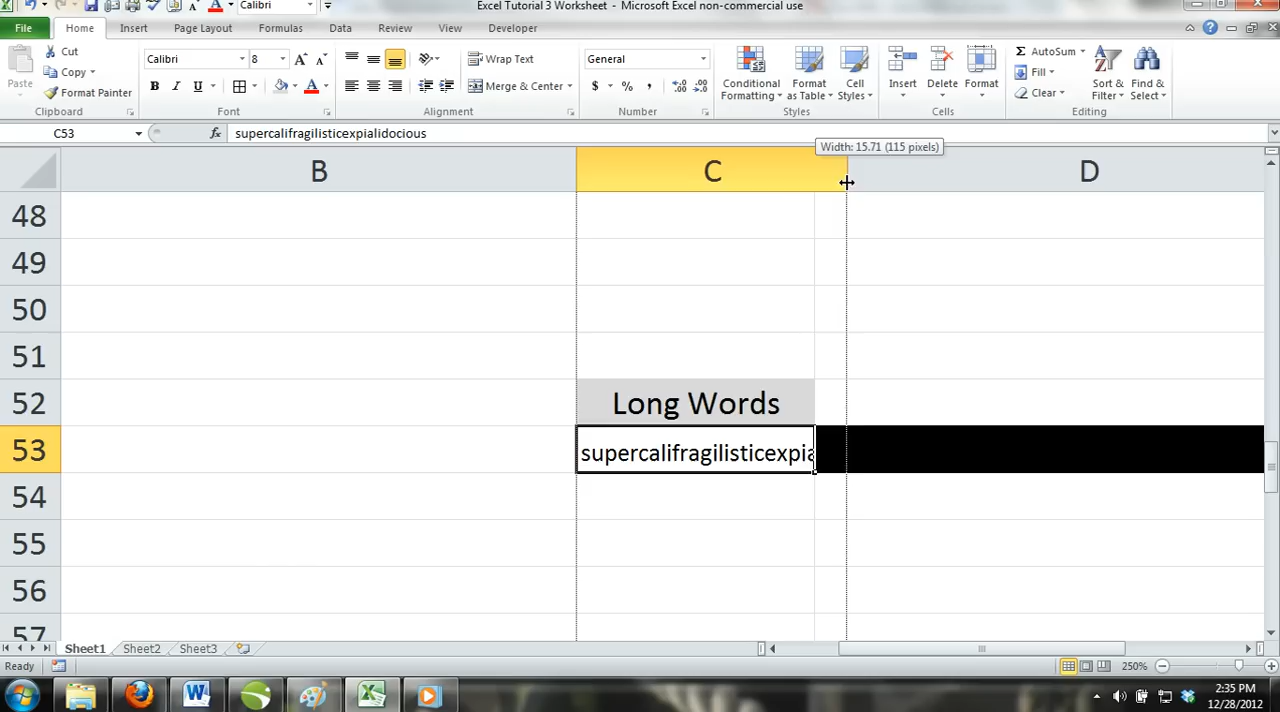 Excel Tutorial 3 Worksheet - Microsoft Excel non-commercial use
Calibri
File Home Insert Page Layout Formulas Data Review View Developer
Paste
Cut
Copy
Format Painter
Clipboard
Calibri 8
B I U
Font
Wrap Text
Merge & Center
Alignment
General
$ % ,
Number
Conditional Formatting
Format as Table
Cell Styles
Styles
Insert Delete Format
Cells
Σ AutoSum
Fill
Clear
Sort & Filter
Find & Select
Editing
C53 fx supercalifragilisticexpialidocious
Width: 15.71 (115 pixels)
B C D
48
49
50
51
52 Long Words
53 supercalifragilisticexpia
54
55
56
57
Sheet1 Sheet2 Sheet3
Ready 250%
2:35 PM
12/28/2012